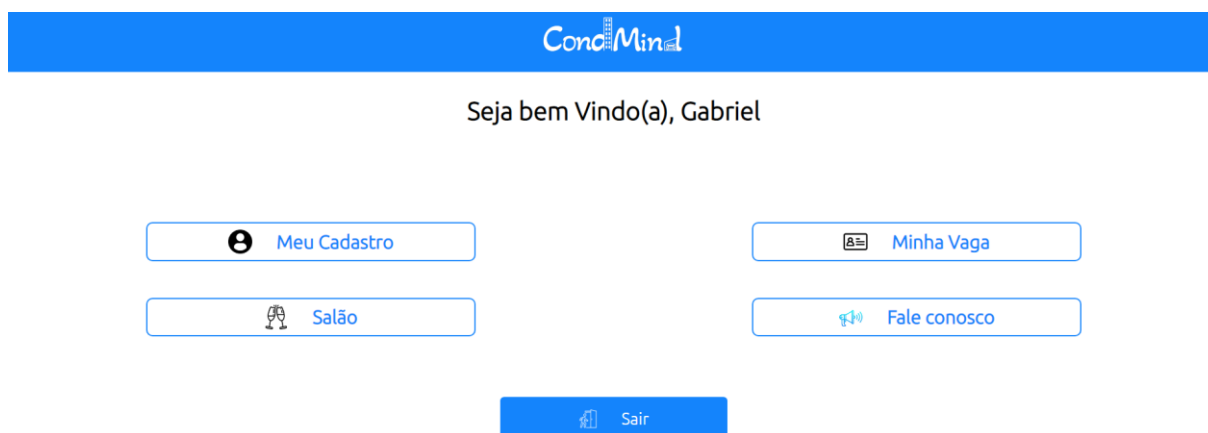 CondMind
Seja bem Vindo(a), Gabriel
Meu Cadastro
Minha Vaga
Salão
Fale conosco
Sair